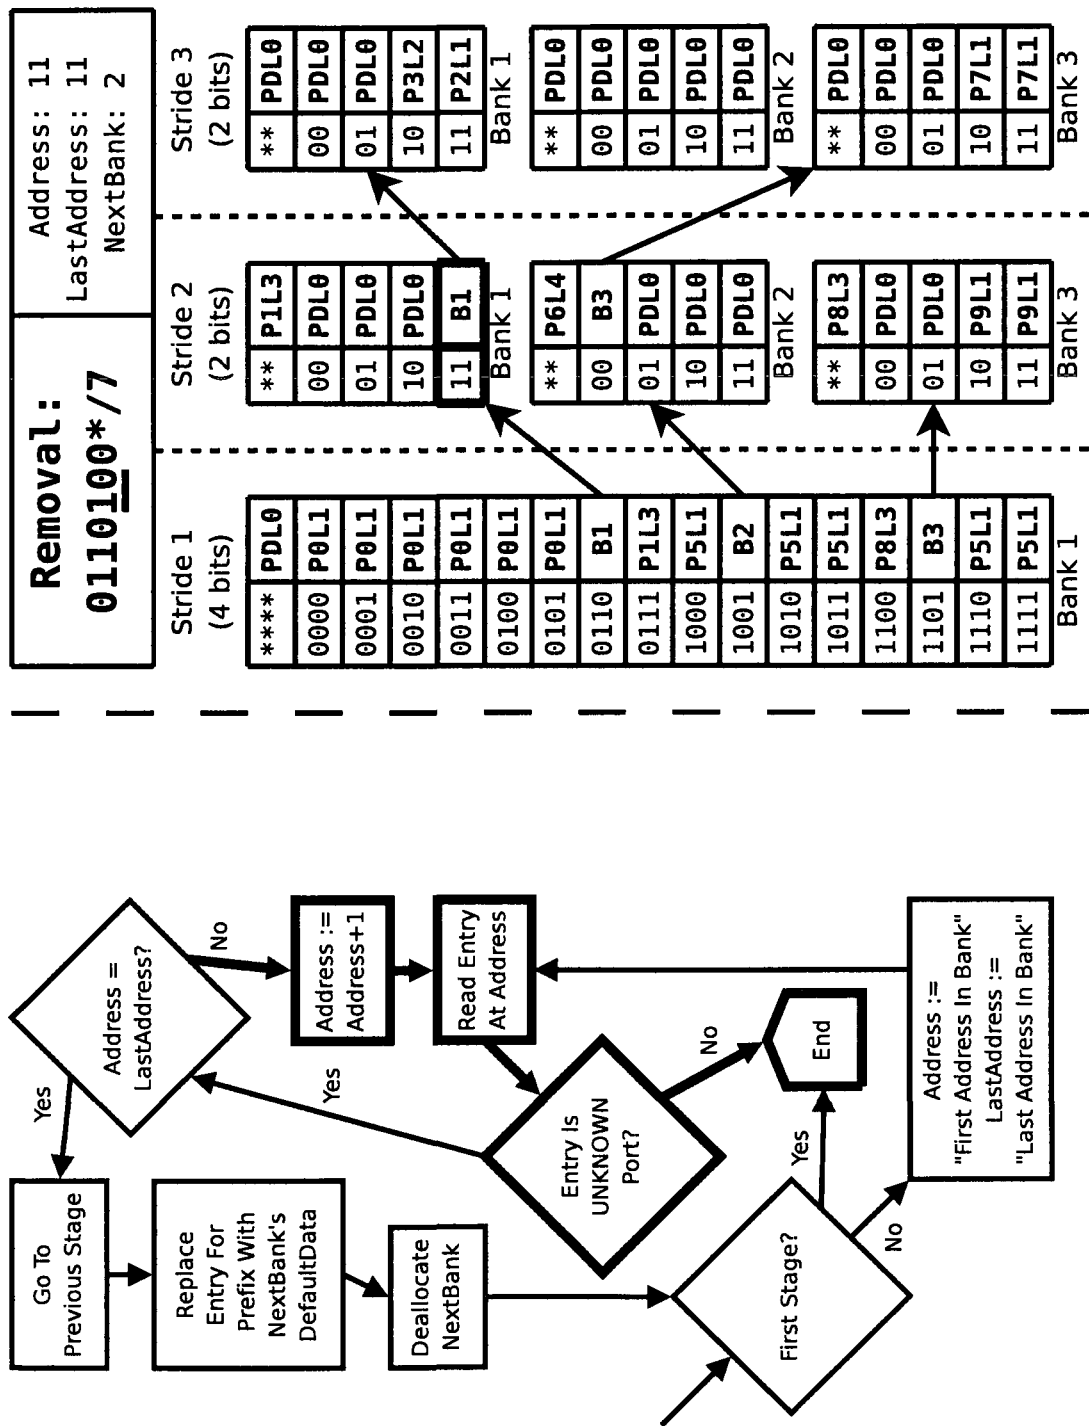 Go To
Previous Stage
Yes
Address =
LastAddress?
No
Replace
Entry For
Prefix With
NextBank's
DefaultData
Address :=
Address+1
Yes
Deallocate
NextBank
Read Entry
At Address
Entry Is
UNKNOWN
Port?
No
First Stage?
Yes
End
No
Address :=
"First Address In Bank"
LastAddress :=
"Last Address In Bank"
Removal:
0110100*/7
Address: 11
LastAddress: 11
NextBank: 2
Stride 1
(4 bits)
**** PDL0
0000 P0L1
0001 P0L1
0010 P0L1
0011 P0L1
0100 P0L1
0101 P0L1
0110 B1
0111 P1L3
1000 P5L1
1001 B2
1010 P5L1
1011 P5L1
1100 P8L3
1101 B3
1110 P5L1
1111 P5L1
Bank 1
Stride 2
(2 bits)
** P1L3
00 PDL0
01 PDL0
10 PDL0
11 B1
Bank 1
** P6L4
00 B3
01 PDL0
10 PDL0
11 PDL0
Bank 2
** P8L3
00 PDL0
01 PDL0
10 P9L1
11 P9L1
Bank 3
Stride 3
(2 bits)
** PDL0
00 PDL0
01 PDL0
10 P3L2
11 P2L1
Bank 1
** PDL0
00 PDL0
01 PDL0
10 PDL0
11 PDL0
Bank 2
** PDL0
00 PDL0
01 PDL0
10 P7L1
11 P7L1
Bank 3